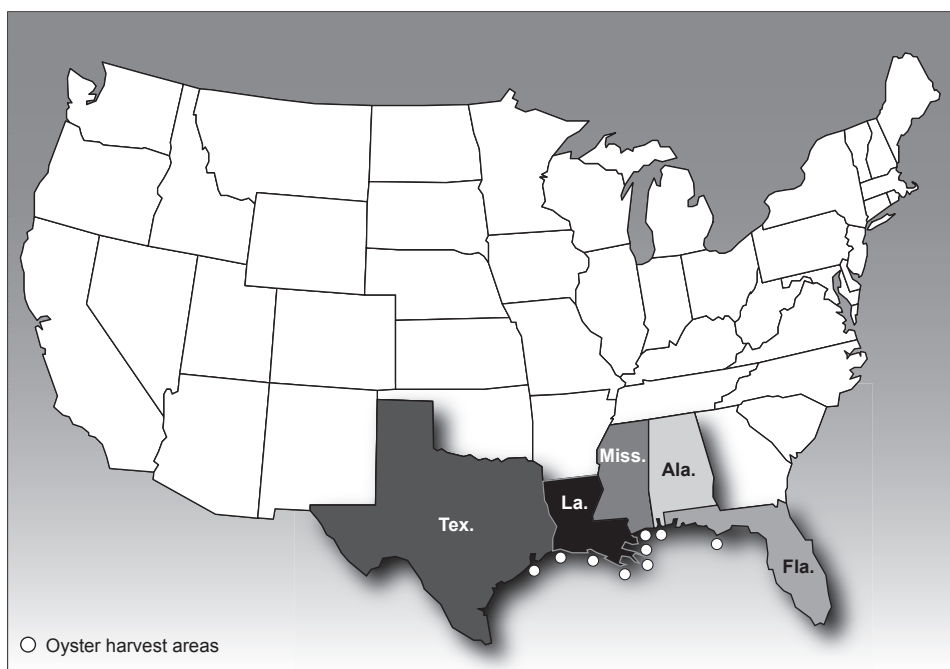 Miss.
Ala.
La.
Tex.
Fla.
Oyster harvest areas